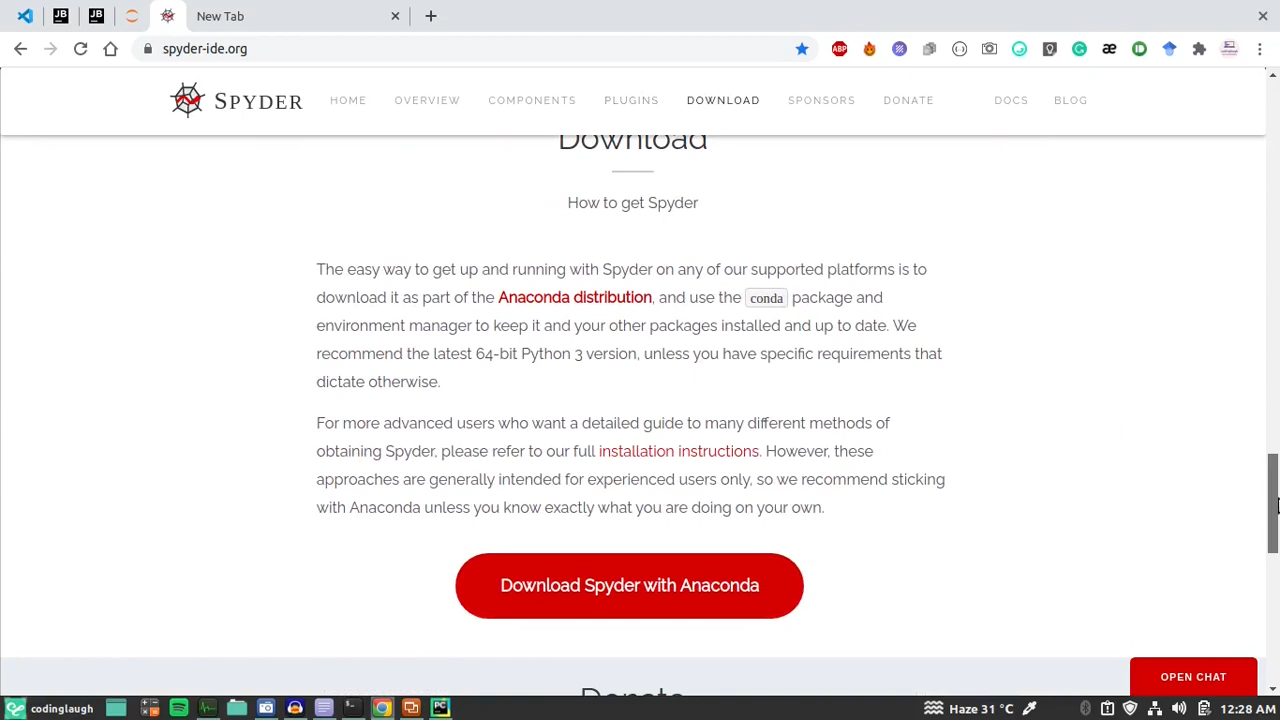 New Tab
spyder-ide.org
ABP
SPYDER
HOME
OVERVIEW
COMPONENTS
PLUGINS
DOWNLOAD
SPONSORS
DONATE
DOCS
BLOG
Download
How to get Spyder
The easy way to get up and running with Spyder on any of our supported platforms is to
download it as part of the Anaconda distribution, and use the conda package and
environment manager to keep it and your other packages installed and up to date. We
recommend the latest 64-bit Python 3 version, unless you have specific requirements that
dictate otherwise.
For more advanced users who want a detailed guide to many different methods of
obtaining Spyder, please refer to our full installation instructions. However, these
approaches are generally intended for experienced users only, so we recommend sticking
with Anaconda unless you know exactly what you are doing on your own.
Download Spyder with Anaconda
Donate
OPEN CHAT
codinglaugh
Haze 31 °C
12:28 AM